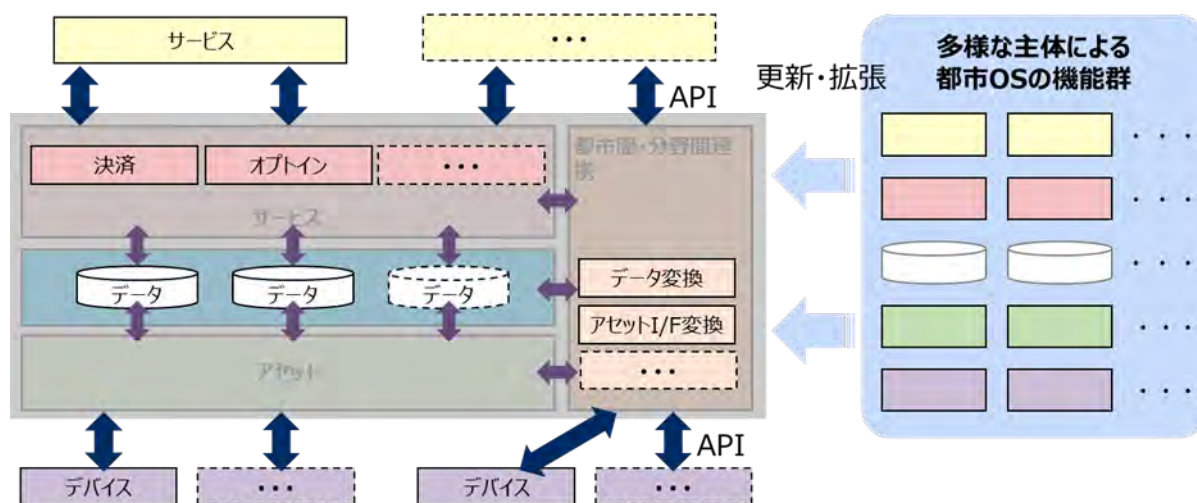 サービス
・・・
API
更新・拡張
多様な主体による
都市OSの機能群
決済
オプトイン
・・・
都市間・分野間連
携
サービス
データ
データ
データ
データ変換
アセットI/F変換
・・・
アセット
API
デバイス
・・・
デバイス
・・・
・・・
・・・
・・・
・・・
・・・